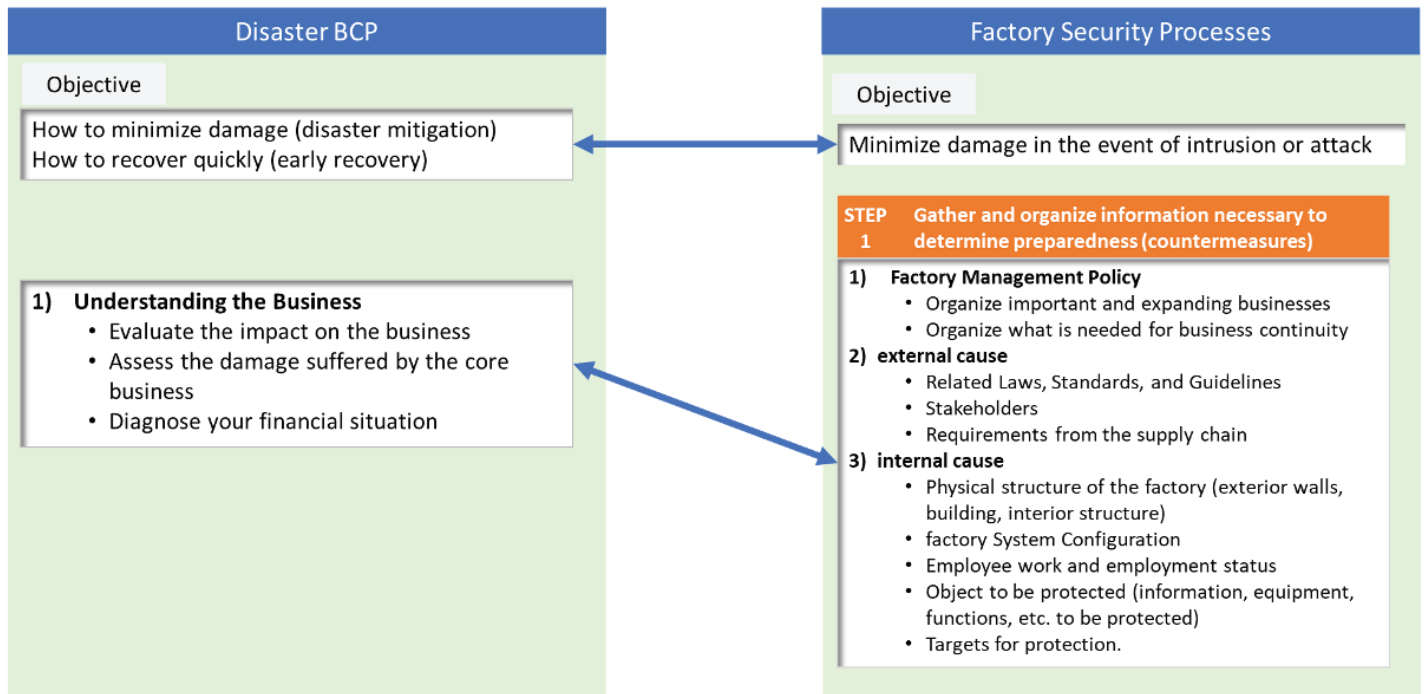 Disaster BCP
Objective
How to minimize damage (disaster mitigation)
How to recover quickly (early recovery)
1) Understanding the Business
• Evaluate the impact on the business
• Assess the damage suffered by the core
business
• Diagnose your financial situation
Factory Security Processes
Objective
Minimize damage in the event of intrusion or attack
STEP Gather and organize information necessary to
1 determine preparedness (countermeasures)
1) Factory Management Policy
• Organize important and expanding businesses
• Organize what is needed for business continuity
2) external cause
• Related Laws, Standards, and Guidelines
• Stakeholders
• Requirements from the supply chain
3) internal cause
• Physical structure of the factory (exterior walls,
building, interior structure)
• factory System Configuration
• Employee work and employment status
• Object to be protected (information, equipment,
functions, etc. to be protected)
• Targets for protection.